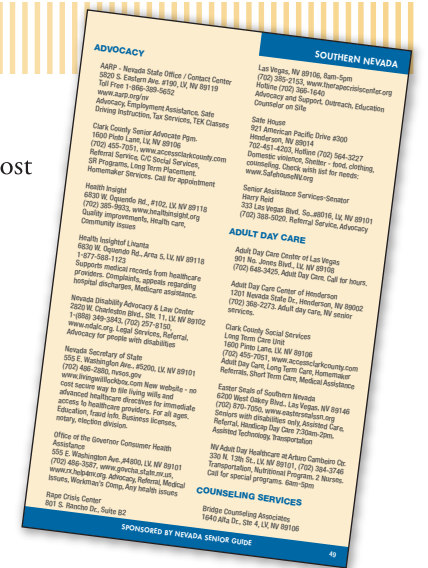 ost
SOUTHERN NEVADA
ADVOCACY
AARP - Nevada State Office / Contact Center
5820 S. Eastern Ave. #190, LV, NV 89119
Toll Free 1-866-389-5652
www.aarp.org/nv
Advocacy, Employment Assistance. Safe
Driving Instruction, Tax Services, TEK Classes
Clark County Senior Advocate Pgm.
1600 Pinto Lane, LV, NV 89106
(702) 455-7051, www.accessclarkcounty.com
Referral Service, C/C Social Services,
SR Programs, Long Term Placement.
Homemaker Services. Call for appointment
Health Insight
6830 W. Oquendo Rd., #102, LV, NV 89118
(702) 385-9933, www.healthinsight.org
Quality improvements, Health care,
Community issues
Health Insightof Livanta
6830 W. Oqundo Rd., Area 5, LV, NV 89118
1-877-588-1123
Supports medical records from healthcare
providers. Complaints, appeals regarding
hospital discharges, Medicare assistance.
Nevada Disability Advocacy & Law Center
2820 W. Charleston Blvd., Ste. 11, LV, NV 89102
1-(888) 349-3843, (702) 257-8150,
www.ndalc.org, Legal Services, Referral.
Advocacy for people with disabilities
Nevada Secretary of State
555 E. Washington Ave., #5200, LV, NV 89101
(702) 486-2880, nvsos.gov
www.livingwillockbox.com New website - no
cost secure way to file living wills and
advanced healthcare directives for immediate
access to healthcare providers. For all ages.
Education, fraud info. Business licenses,
notary, election division.
Office of the Governor Consumer Health
Assistance
555 E. Washington Ave.,#4800, LV, NV 89101
(702) 486-3587, www.govcha.state.nv.us,
www.rx.help4nv.org. Advocacy, Referral, Medical
Issues, Workman's Comp, Any health issues
Rape Crisis Center
801 S. Rancho Dr., Suite B2
Las Vegas, NV 89106, 8am-5pm
(702) 385-2153, www.therapecrisiscenter.org
Hotline (702) 366-1640
Advocacy and Support, Outreach, Education
Counselor on Site
Safe House
921 American Pacific Drive #300
Henderson, NV 89014
702-451-4203, Hotline (702) 564-3227
Domestic violence, Shelter - food, clothing,
counseling. Check wish list for needs:
www.SafehouseNV.org
Senior Assistance Services-Senator
Harry Reid
333 Las Vegas Blvd. So.,#8016, LV, NV 89101
(702) 388-5020. Referral Service. Advocacy
ADULT DAY CARE
Adult Day Care Center of Las Vegas
901 No. Jones Blvd., LV, NV 89108
(702) 648-3425. Adult Day Care. Call for hours.
Adult Day Care Center of Henderson
1201 Nevada State Dr., Henderson, NV 89002
(702) 368-2273. Adult day care, NV senior
services.
Clark County Social Services
Long Term Care Unit
1600 Pinto Lane, LV, NV 89106
(702) 455-7051, www.accessclarkcounty.com
Adult Day Care, Long Term Care, Homemaker
Referrals, Short Term Care, Medical Assistance
Easter Seals of Southern Nevada
6200 West Oakey Blvd., Las Vegas, NV 89146
(702) 870-7050, www.eastersealssn.org
Seniors with disabilities only, Assisted Care,
Referral. Handicap Day Care 7:30am-2pm.
Assisted Technology, Transportation
NV Adult Day Healthcare at Arturo Cambeiro Ctr.
330 N. 13th St., LV, NV 89101, (702) 384-3746
Transportation, Nutritional Program, 2 Nurses.
Call for special programs. 6am-5pm
COUNSELING SERVICES
Bridge Counseling Associates
1640 Alta Dr., Ste 4, LV, NV 89106
SPONSORED BY NEVADA SENIOR GUIDE
49